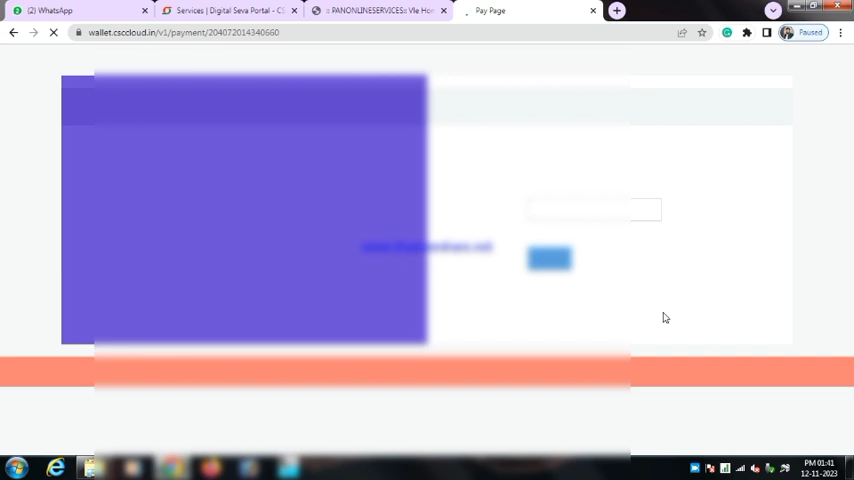 (2) WhatsApp
Services | Digital Seva Portal - CS
:: PANONLINESERVICES:: Vle Hom
Pay Page
wallet.csccloud.in/v1/payment/204072014340660
Paused
PM 01:41
12-11-2023